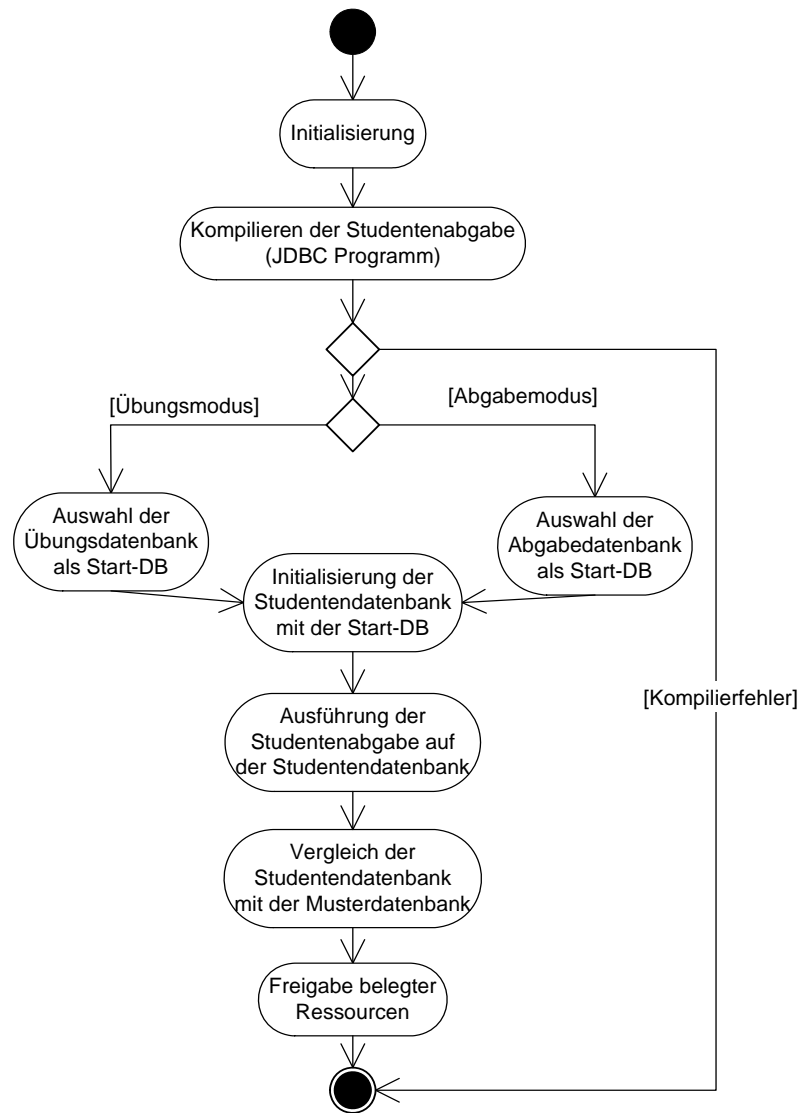 Initialisierung
Kompilieren der Studentenabgabe
(JDBC Programm)
[Übungsmodus]
[Abgabemodus]
Auswahl der
Übungsdatenbank
als Start-DB
Auswahl der
Abgabedatenbank
als Start-DB
Initialisierung der
Studentendatenbank
mit der Start-DB
[Kompilierfehler]
Ausführung der
Studentenabgabe auf
der Studentendatenbank
Vergleich der
Studentendatenbank
mit der Musterdatenbank
Freigabe belegter
Ressourcen